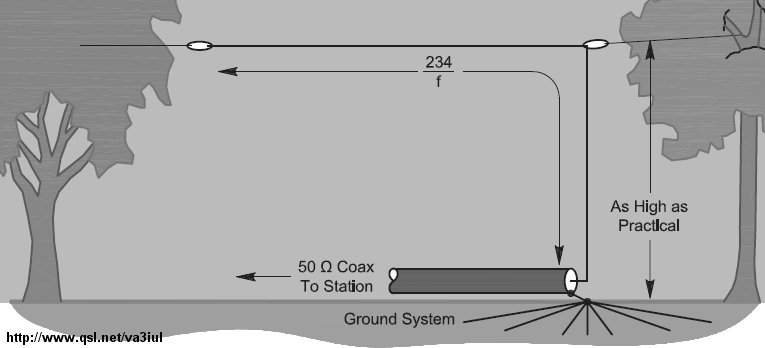 234
f
As High as
Practical
50 Ω Coax
To Station
Ground System
http://www.qsl.net/va3iul